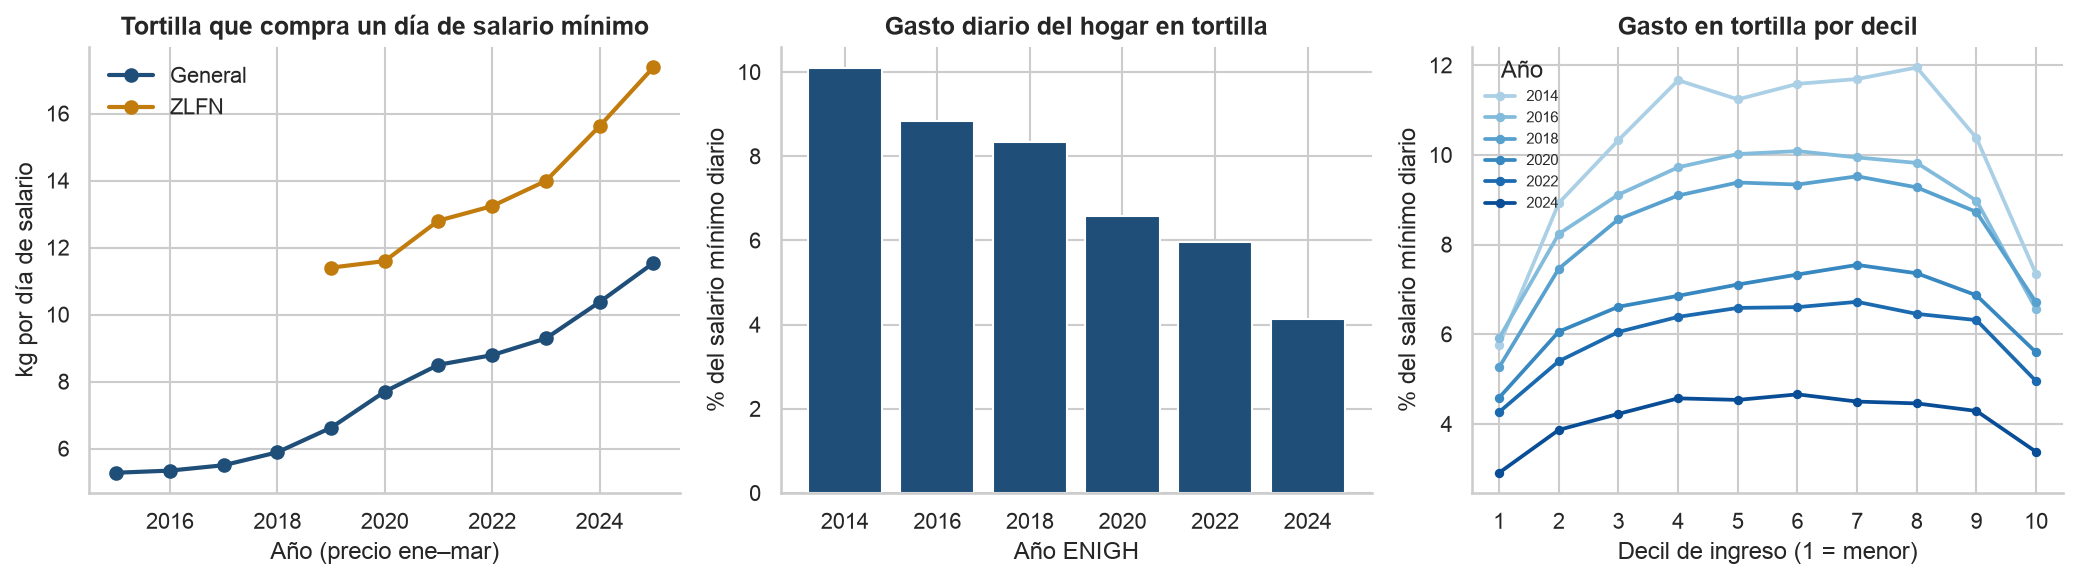 Tortilla que compra un día de salario mínimo
General
ZLFN
16
14
12
10
8
6
kg por día de salario
2016 2018 2020 2022 2024
Año (precio ene–mar)
Gasto diario del hogar en tortilla
10
8
6
4
2
0
% del salario mínimo diario
2014 2016 2018 2020 2022 2024
Año ENIGH
Gasto en tortilla por decil
Año
2014
2016
2018
2020
2022
2024
12
10
8
6
4
% del salario mínimo diario
1 2 3 4 5 6 7 8 9 10
Decil de ingreso (1 = menor)